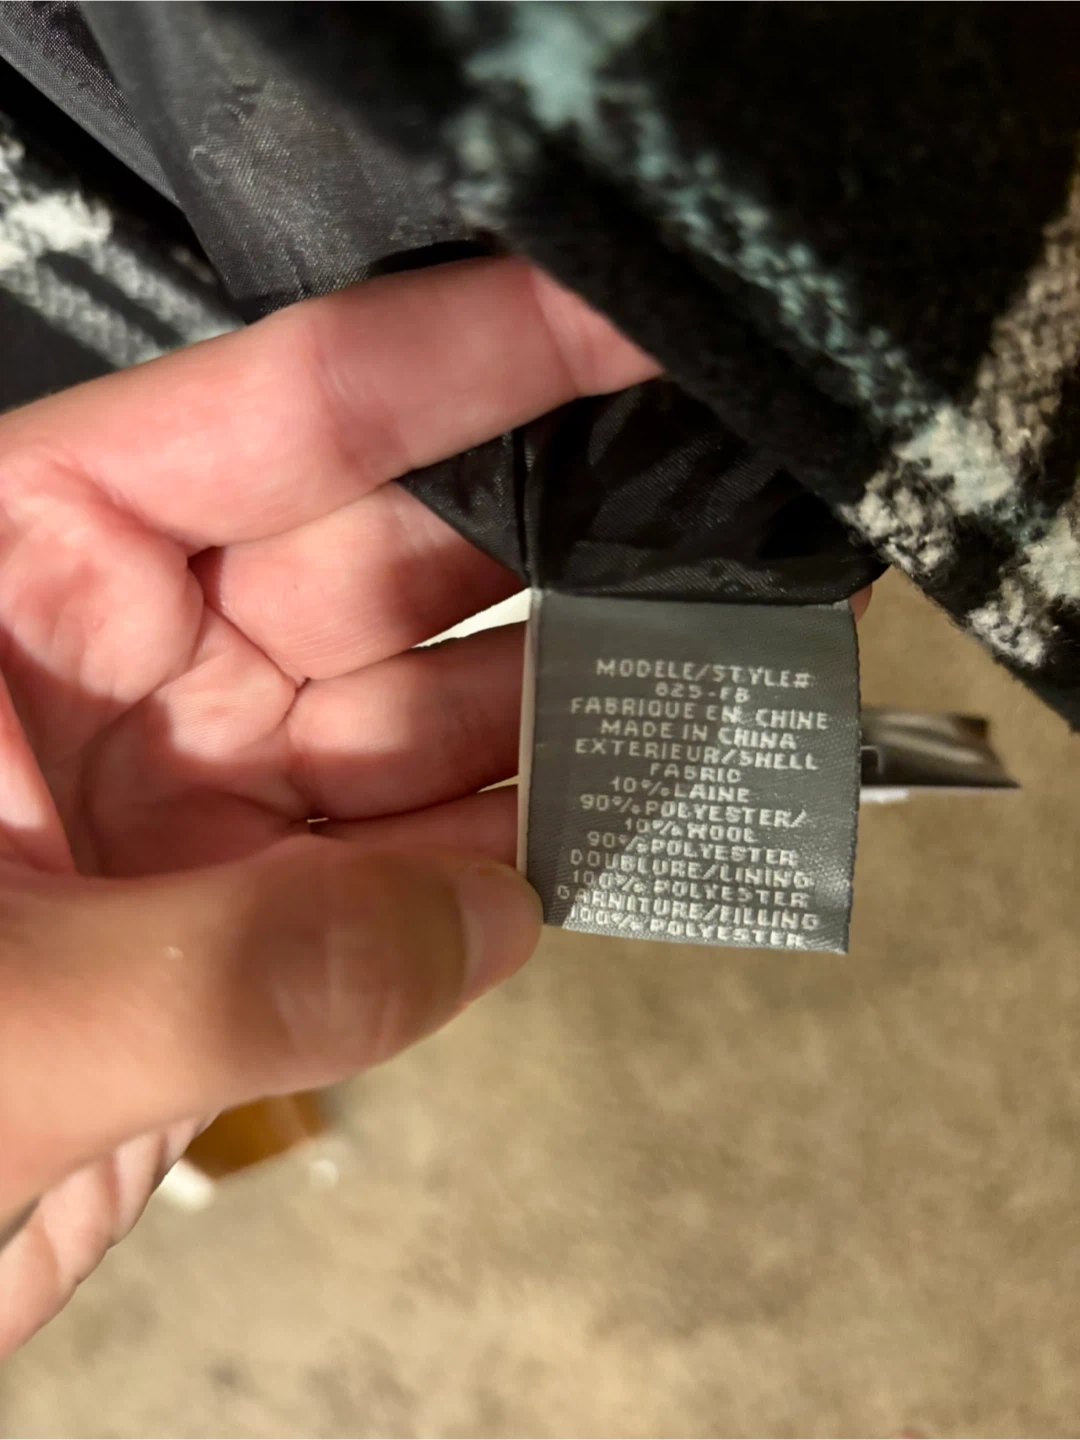 MODELE/STYLE#
825-FB
FABRIQUE EN CHINE
MADE IN CHINA
EXTERIEUR/SHELL
FABRIC
10% LAINE
90% POLYESTER/
10% WOOL
90% POLYESTER
DOUBLURE/LINING
100% POLYESTER
GARNITURE/FILLING
100% POLYESTER